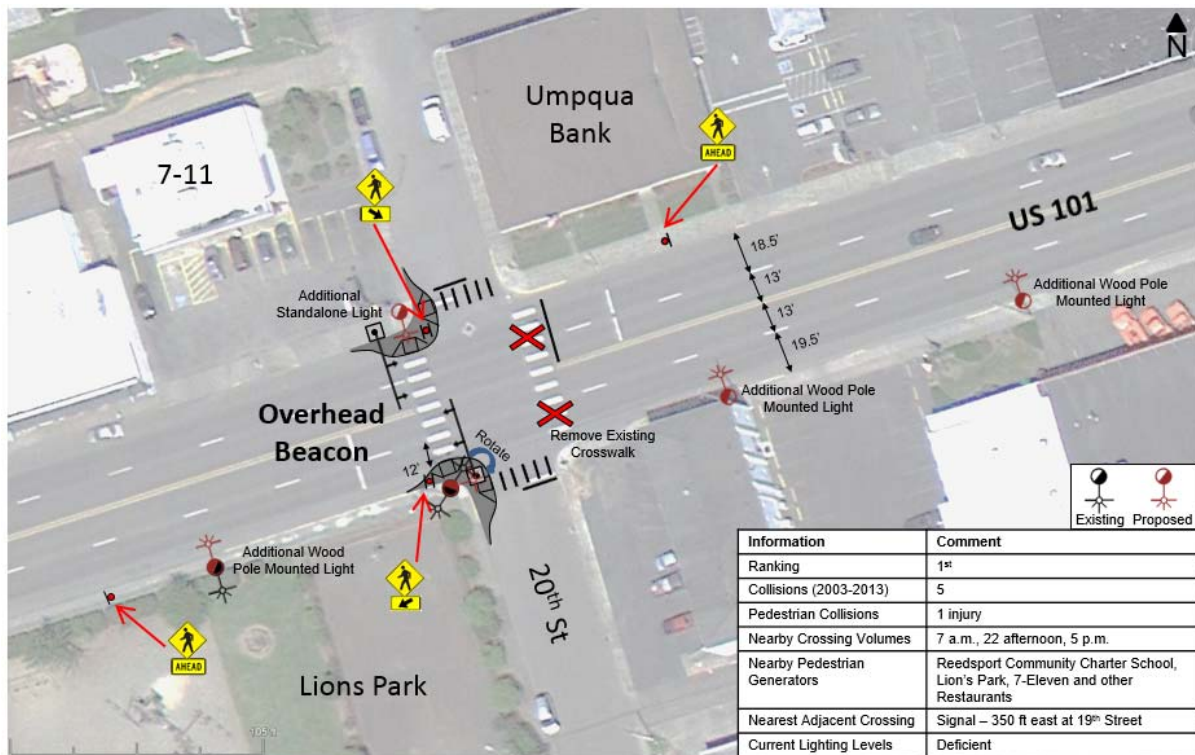 N
Umpqua
Bank
7-11
AHEAD
US 101
18.5'
13'
13'
19.5'
Additional
Standalone Light
Additional Wood Pole
Mounted Light
Additional Wood Pole
Mounted Light
Overhead
Beacon
Rotate
12'
Remove Existing
Crosswalk
Additional Wood
Pole Mounted Light
20th St
AHEAD
Lions Park
Existing
Proposed
Information Comment
Ranking 1st
Collisions (2003-2013) 5
Pedestrian Collisions 1 injury
Nearby Crossing Volumes 7 a.m., 22 afternoon, 5 p.m.
Nearby Pedestrian
Generators
Reedsport Community Charter School,
Lion's Park, 7-Eleven and other
Restaurants
Nearest Adjacent Crossing Signal – 350 ft east at 19th Street
Current Lighting Levels Deficient